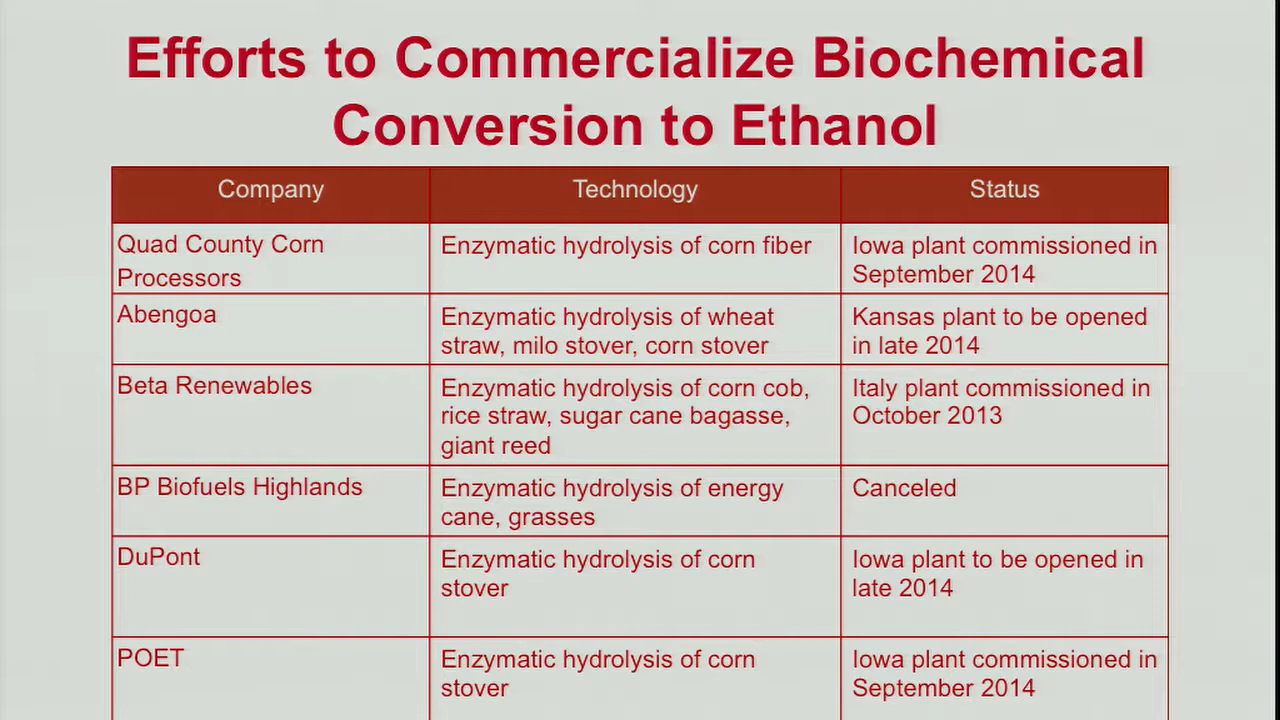 Efforts to Commercialize Biochemical
Conversion to Ethanol
Company
Technology
Status
Quad County Corn
Processors
Enzymatic hydrolysis of corn fiber
Iowa plant commissioned in
September 2014
Abengoa
Enzymatic hydrolysis of wheat
straw, milo stover, corn stover
Kansas plant to be opened
in late 2014
Beta Renewables
Enzymatic hydrolysis of corn cob,
rice straw, sugar cane bagasse,
giant reed
Italy plant commissioned in
October 2013
BP Biofuels Highlands
Enzymatic hydrolysis of energy
cane, grasses
Canceled
DuPont
Enzymatic hydrolysis of corn
stover
Iowa plant to be opened in
late 2014
POET
Enzymatic hydrolysis of corn
stover
Iowa plant commissioned in
September 2014